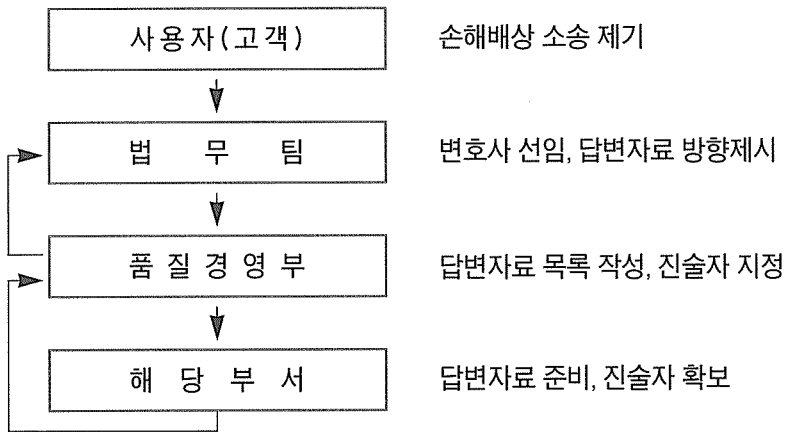 사용자(고객) 손해배상 소송 제기
법 무 팀 변호사 선임, 답변자료 방향제시
품질경영부 답변자료 목록 작성, 진술자 지정
해 당 부 서 답변자료 준비, 진술자 확보